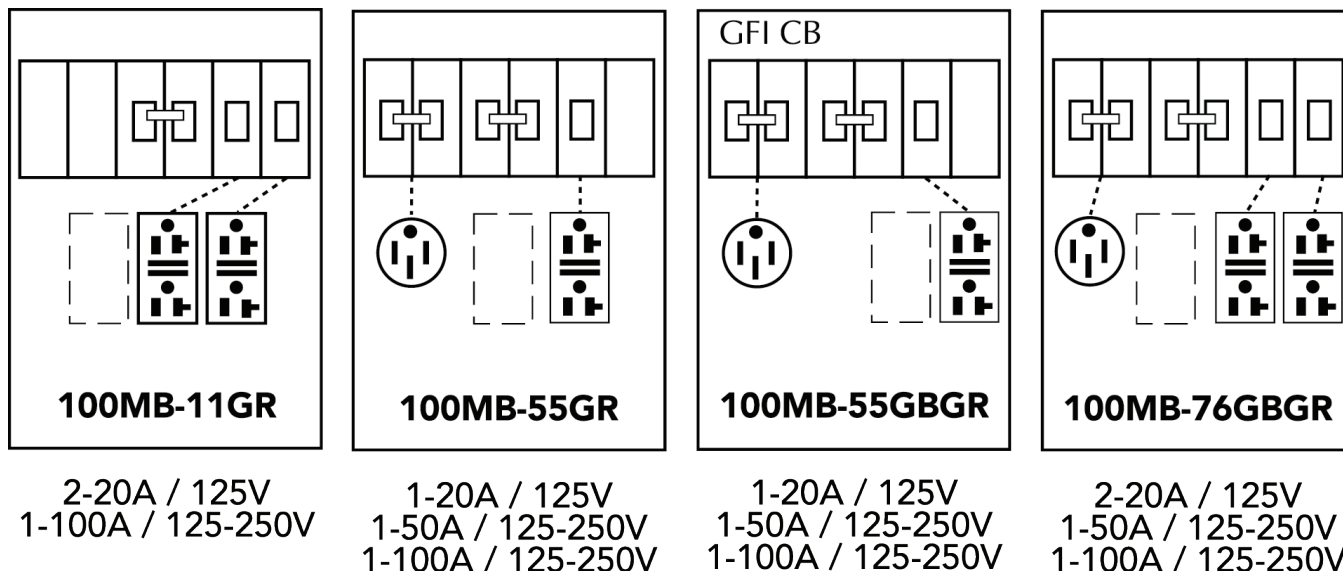 GFI CB
100MB-11GR
100MB-55GR
100MB-55GBGR
100MB-76GBGR
2-20A / 125V
1-100A / 125-250V
1-20A / 125V
1-50A / 125-250V
1-100A / 125-250V
1-20A / 125V
1-50A / 125-250V
1-100A / 125-250V
2-20A / 125V
1-50A / 125-250V
1-100A / 125-250V